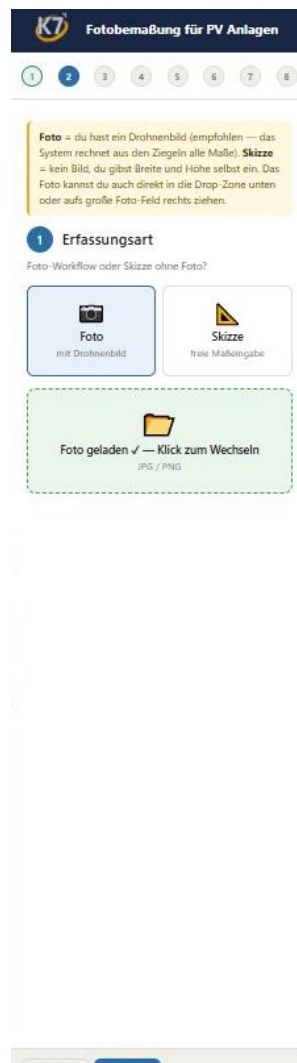 K7 Fotobemaßung für PV Anlagen
1 2 3 4 5 6 7 8
Foto = du hast ein Drohnenbild (empfohlen — das
System rechnet aus den Ziegeln alle Maße). Skizze
= kein Bild, du gibst Breite und Höhe selbst ein. Das
Foto kannst du auch direkt in die Drop-Zone unten
oder aufs große Foto-Feld rechts ziehen.
1 Erfassungsart
Foto-Workflow oder Skizze ohne Foto?
Foto
mit Drohnenbild
Skizze
freie Maßeingabe
Foto geladen ✓ — Klick zum Wechseln
JPG / PNG